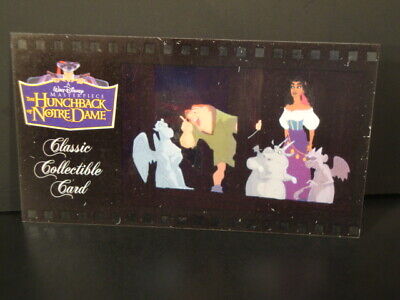 Walt Disney
MASTERPIECE
THE HUNCHBACK
OF NOTRE DAME
Classic
Collectible
Card